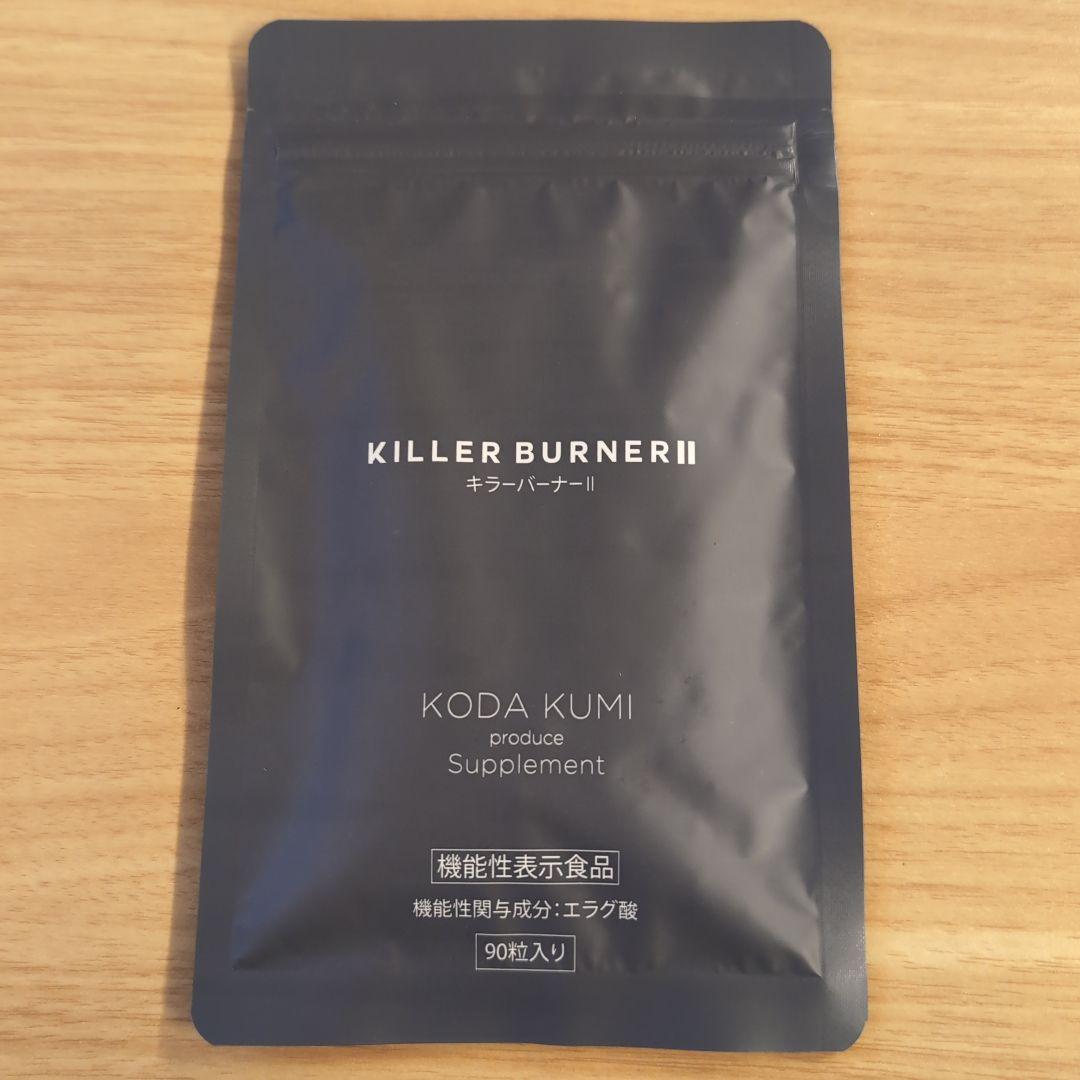 KILLER BURNERⅡ
キラーバーナーⅡ
KODA KUMI
produce
Supplement
機能性表示食品
機能性関与成分：エラグ酸
90粒入り